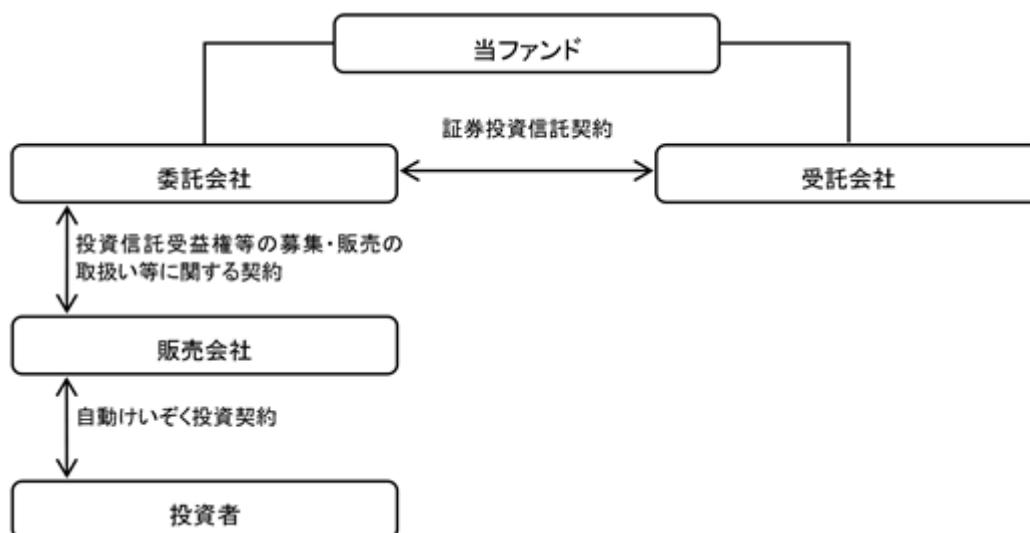 当ファンド
証券投資信託契約
委託会社
受託会社
投資信託受益権等の募集・販売の
取扱い等に関する契約
販売会社
自動けいぞく投資契約
投資者